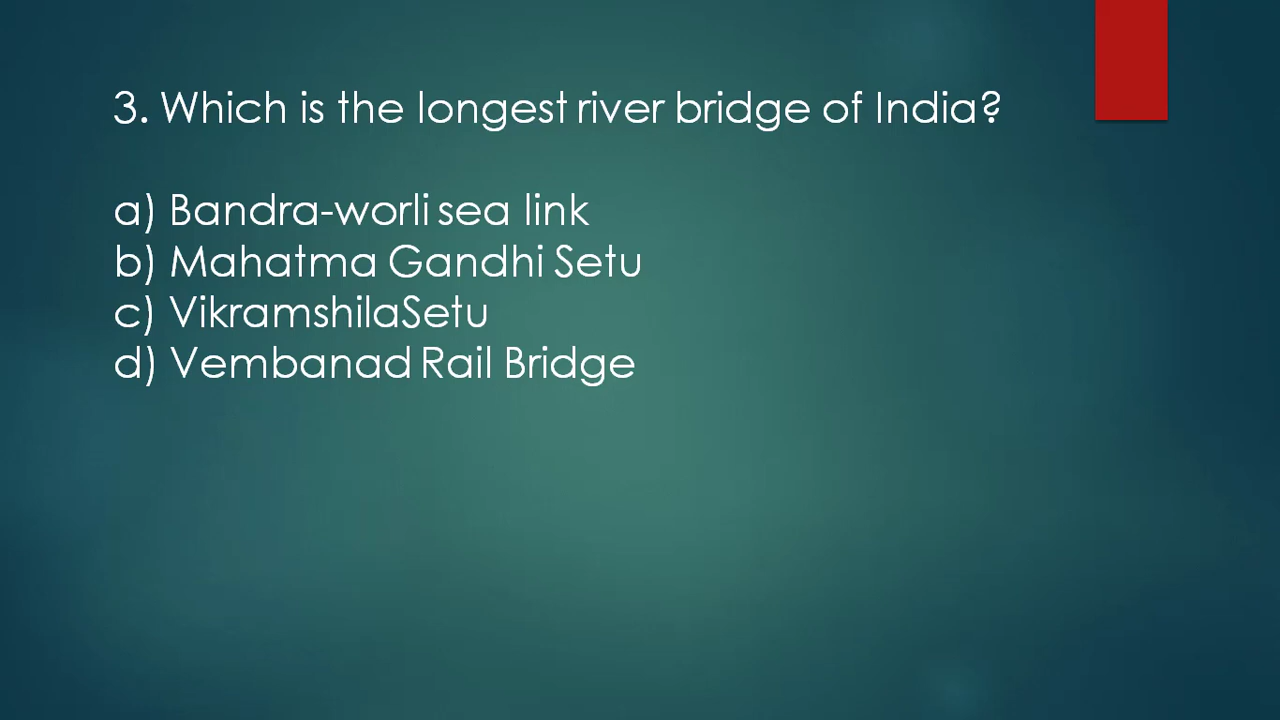 3. Which is the longest river bridge of India?
a) Bandra-worli sea link
b) Mahatma Gandhi Setu
c) VikramshilaSetu
d) Vembanad Rail Bridge